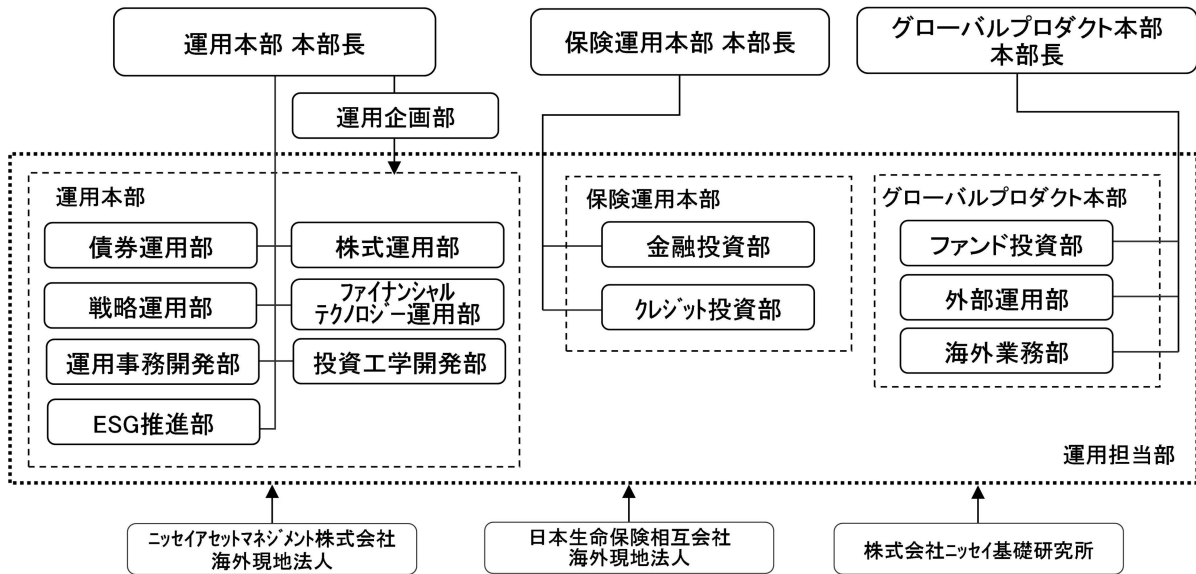 運用本部 本部長
保険運用本部 本部長
グローバルプロダクト本部
本部長
運用企画部
運用本部
債券運用部
株式運用部
戦略運用部
ファイナンシャル
テクノロジー運用部
運用事務開発部
投資工学開発部
ESG推進部
保険運用本部
金融投資部
クレジット投資部
グローバルプロダクト本部
ファンド投資部
外部運用部
海外業務部
運用担当部
ニッセイアセットマネジメント株式会社
海外現地法人
日本生命保険相互会社
海外現地法人
株式会社ニッセイ基礎研究所